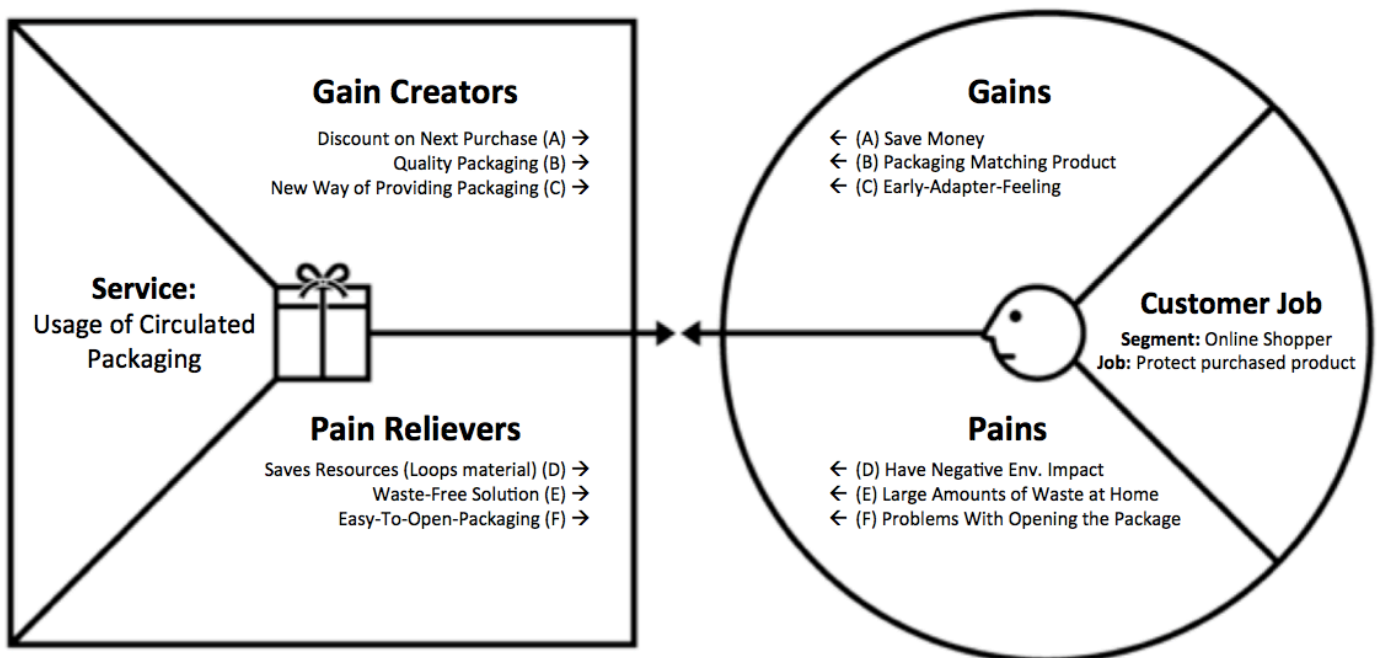 Gain Creators
Discount on Next Purchase (A) →
Quality Packaging (B) →
New Way of Providing Packaging (C) →
Service:
Usage of Circulated
Packaging
Pain Relievers
Saves Resources (Loops material) (D) →
Waste-Free Solution (E) →
Easy-To-Open-Packaging (F) →
Gains
← (A) Save Money
← (B) Packaging Matching Product
← (C) Early-Adapter-Feeling
Customer Job
Segment: Online Shopper
Job: Protect purchased product
Pains
← (D) Have Negative Env. Impact
← (E) Large Amounts of Waste at Home
← (F) Problems With Opening the Package